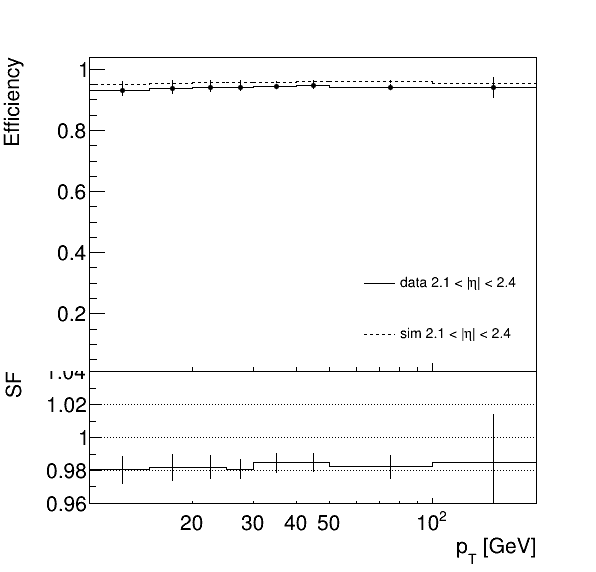 Efficiency
1
0.8
0.6
0.4
0.2
data 2.1 < |η| < 2.4
sim 2.1 < |η| < 2.4
SF
1.04
1.02
1
0.98
0.96
20 30 40 50 10²
p_T [GeV]